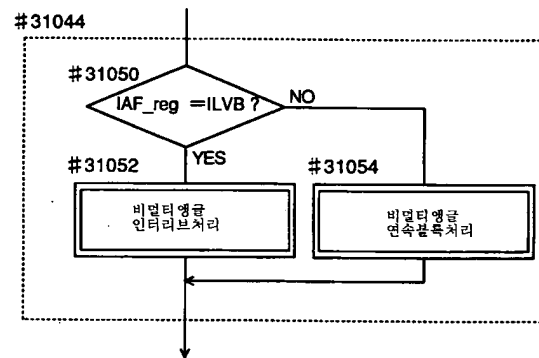 #31044
#31050
IAF_reg =ILVB ?
NO
YES
#31052
#31054
비멀티앵글
인터리브처리
비멀티앵글
연속블록처리